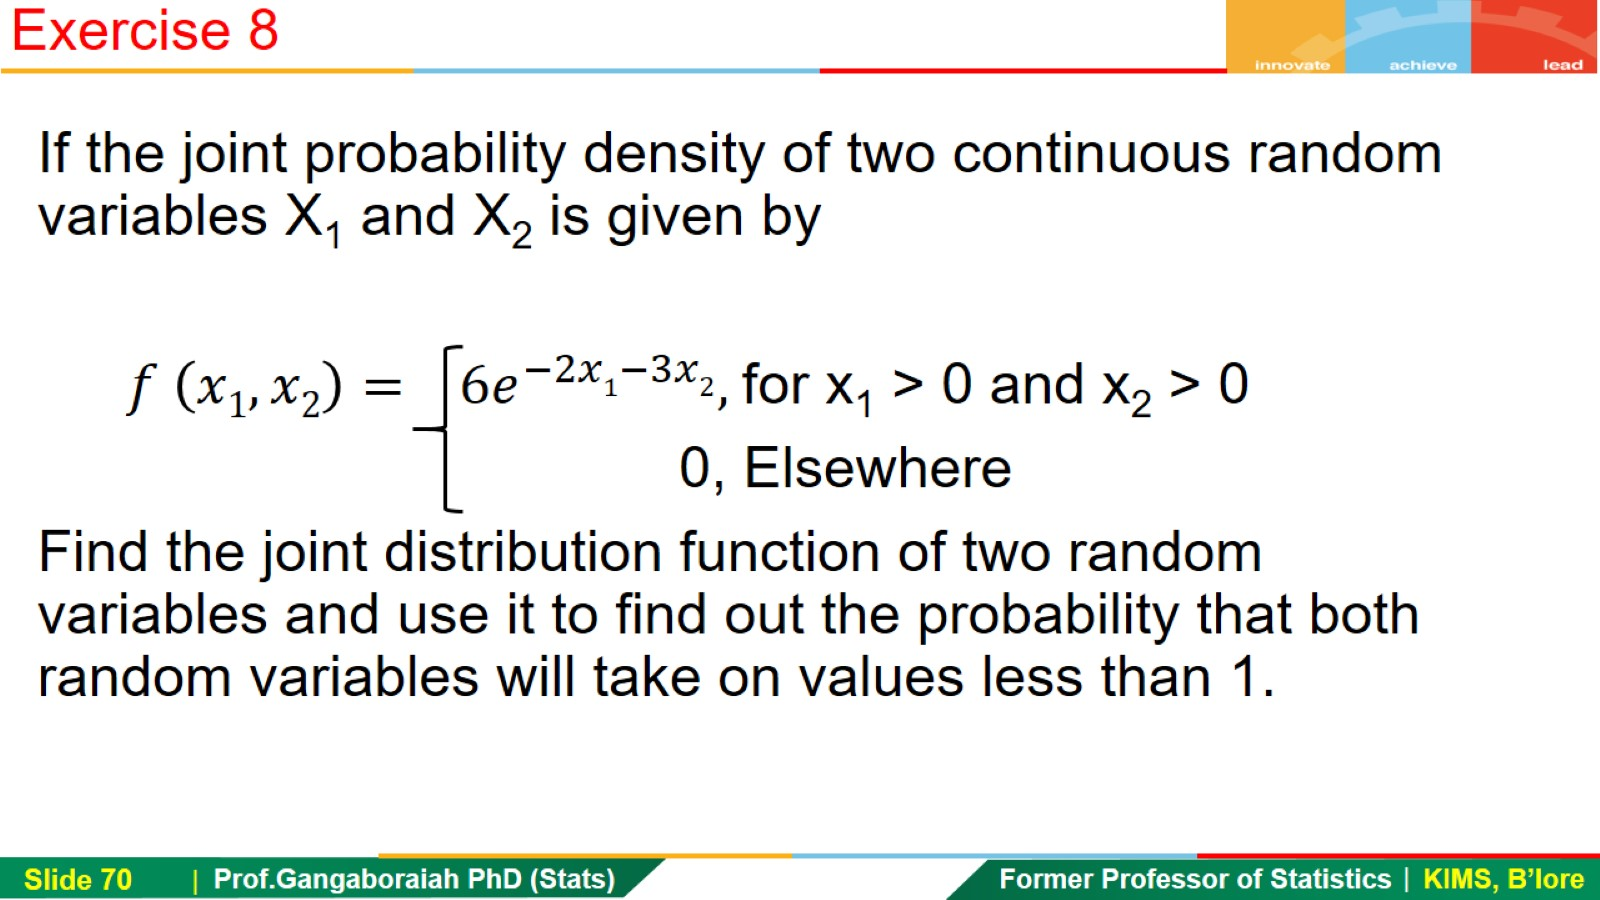 Exercise 8
innovate achieve lead
If the joint probability density of two continuous random
variables X₁ and X₂ is given by
f (x₁, x₂) = 6e^{−2x₁−3x₂}, for x₁ > 0 and x₂ > 0
0, Elsewhere
Find the joint distribution function of two random
variables and use it to find out the probability that both
random variables will take on values less than 1.
Slide 70 | Prof.Gangaboraiah PhD (Stats) Former Professor of Statistics | KIMS, B’lore